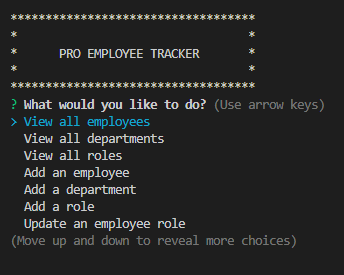 ***********************************
*                                 *
*      PRO EMPLOYEE TRACKER       *
*                                 *
***********************************
? What would you like to do? (Use arrow keys)
> View all employees
  View all departments
  View all roles
  Add an employee
  Add a department
  Add a role
  Update an employee role
(Move up and down to reveal more choices)